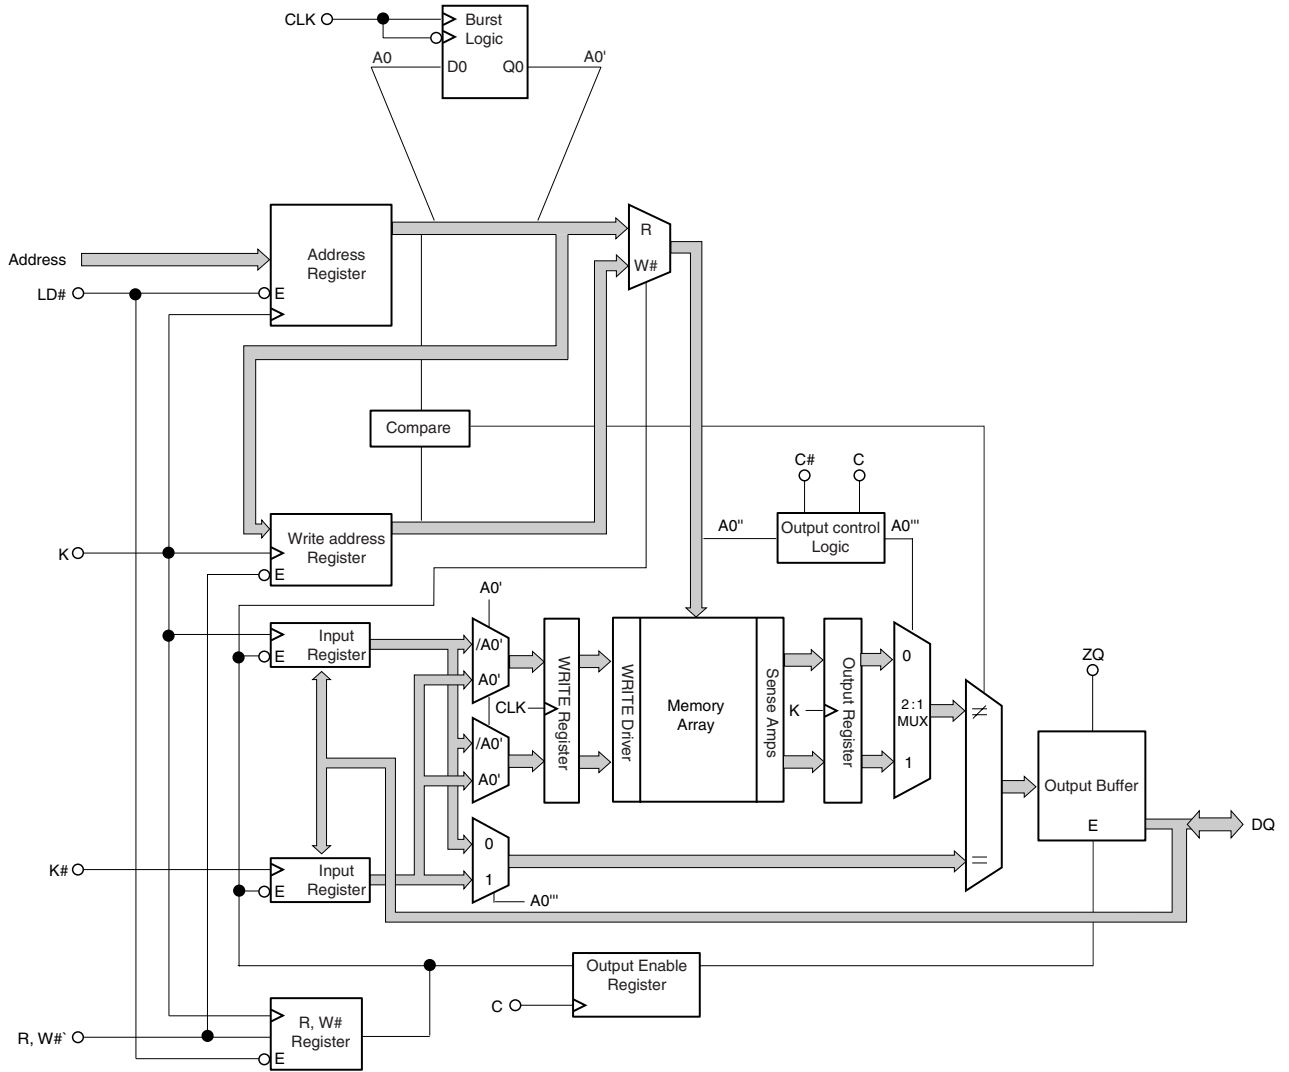 CLK
Burst
Logic
A0
D0
Q0
A0'
Address
Address
Register
LD#
E
R
W#
Compare
C#
C
A0''
Output control
Logic
A0'''
Write address
Register
K
E
A0'
Input
Register
E
/A0'
A0'
CLK
/A0'
A0'
WRITE Register
WRITE Driver
Memory
Array
Sense Amps
K
Output Register
0
2:1
MUX
1
≠
=
ZQ
Output Buffer
E
DQ
K#
Input
Register
E
0
1
A0'''
Output Enable
Register
C
R, W#`
R, W#
Register
E